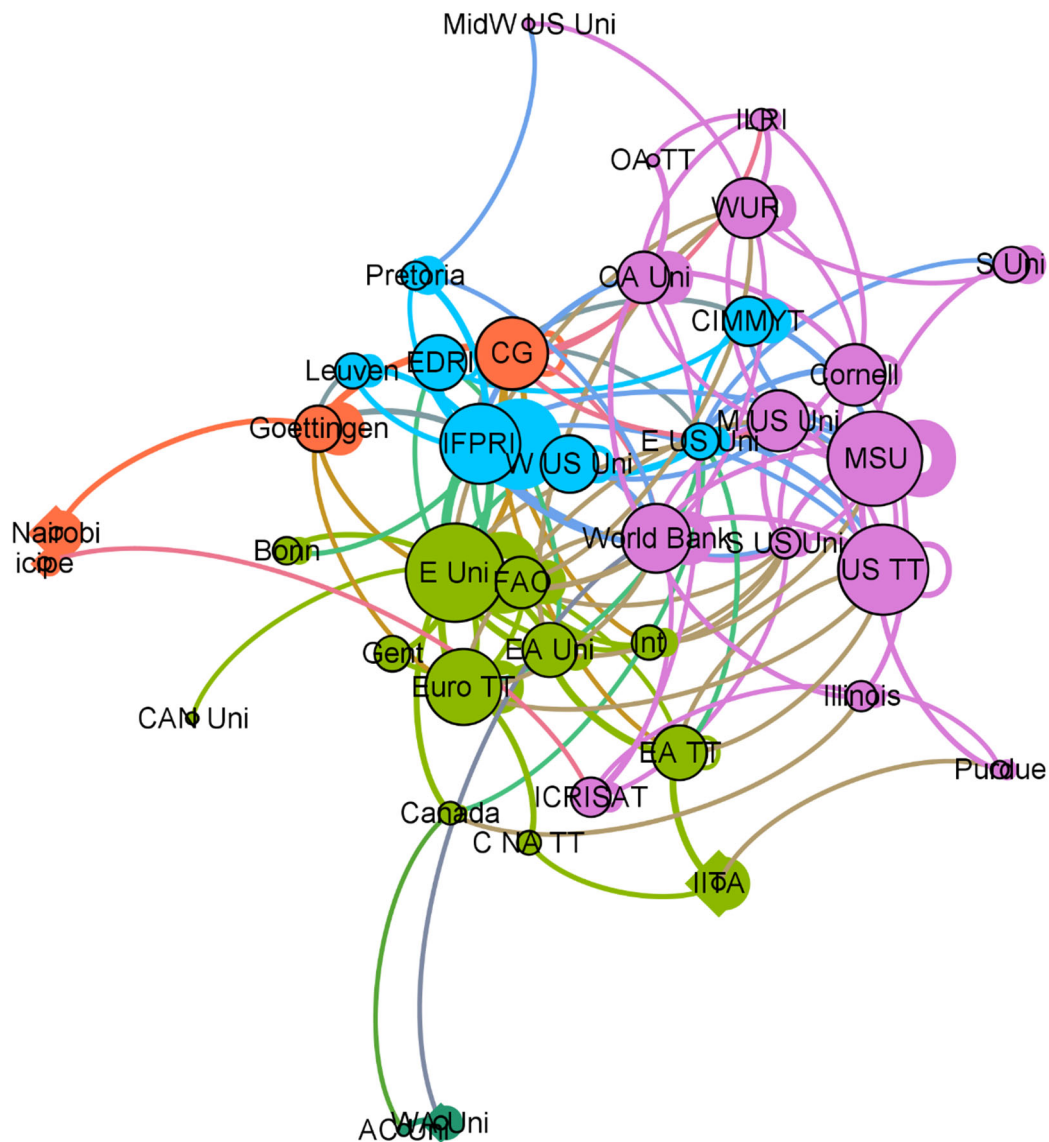 MidW US Uni
ILRI
OA TT
WUR
S Uni
Pretoria
OA Uni
CIMMYT
Leuven
EDRI
CG
Cornell
Goettingen
IFPRI
W US Uni
E US Uni
M US Uni
MSU
Nairobi
icipe
Bonn
World Bank
S US Uni
US TT
E Uni
FAO
Gent
EA Uni
Int
Euro TT
Illinois
CAN Uni
EA TT
Purdue
ICRISAT
Canada
C NA TT
IITA
AC Uni
WA Uni